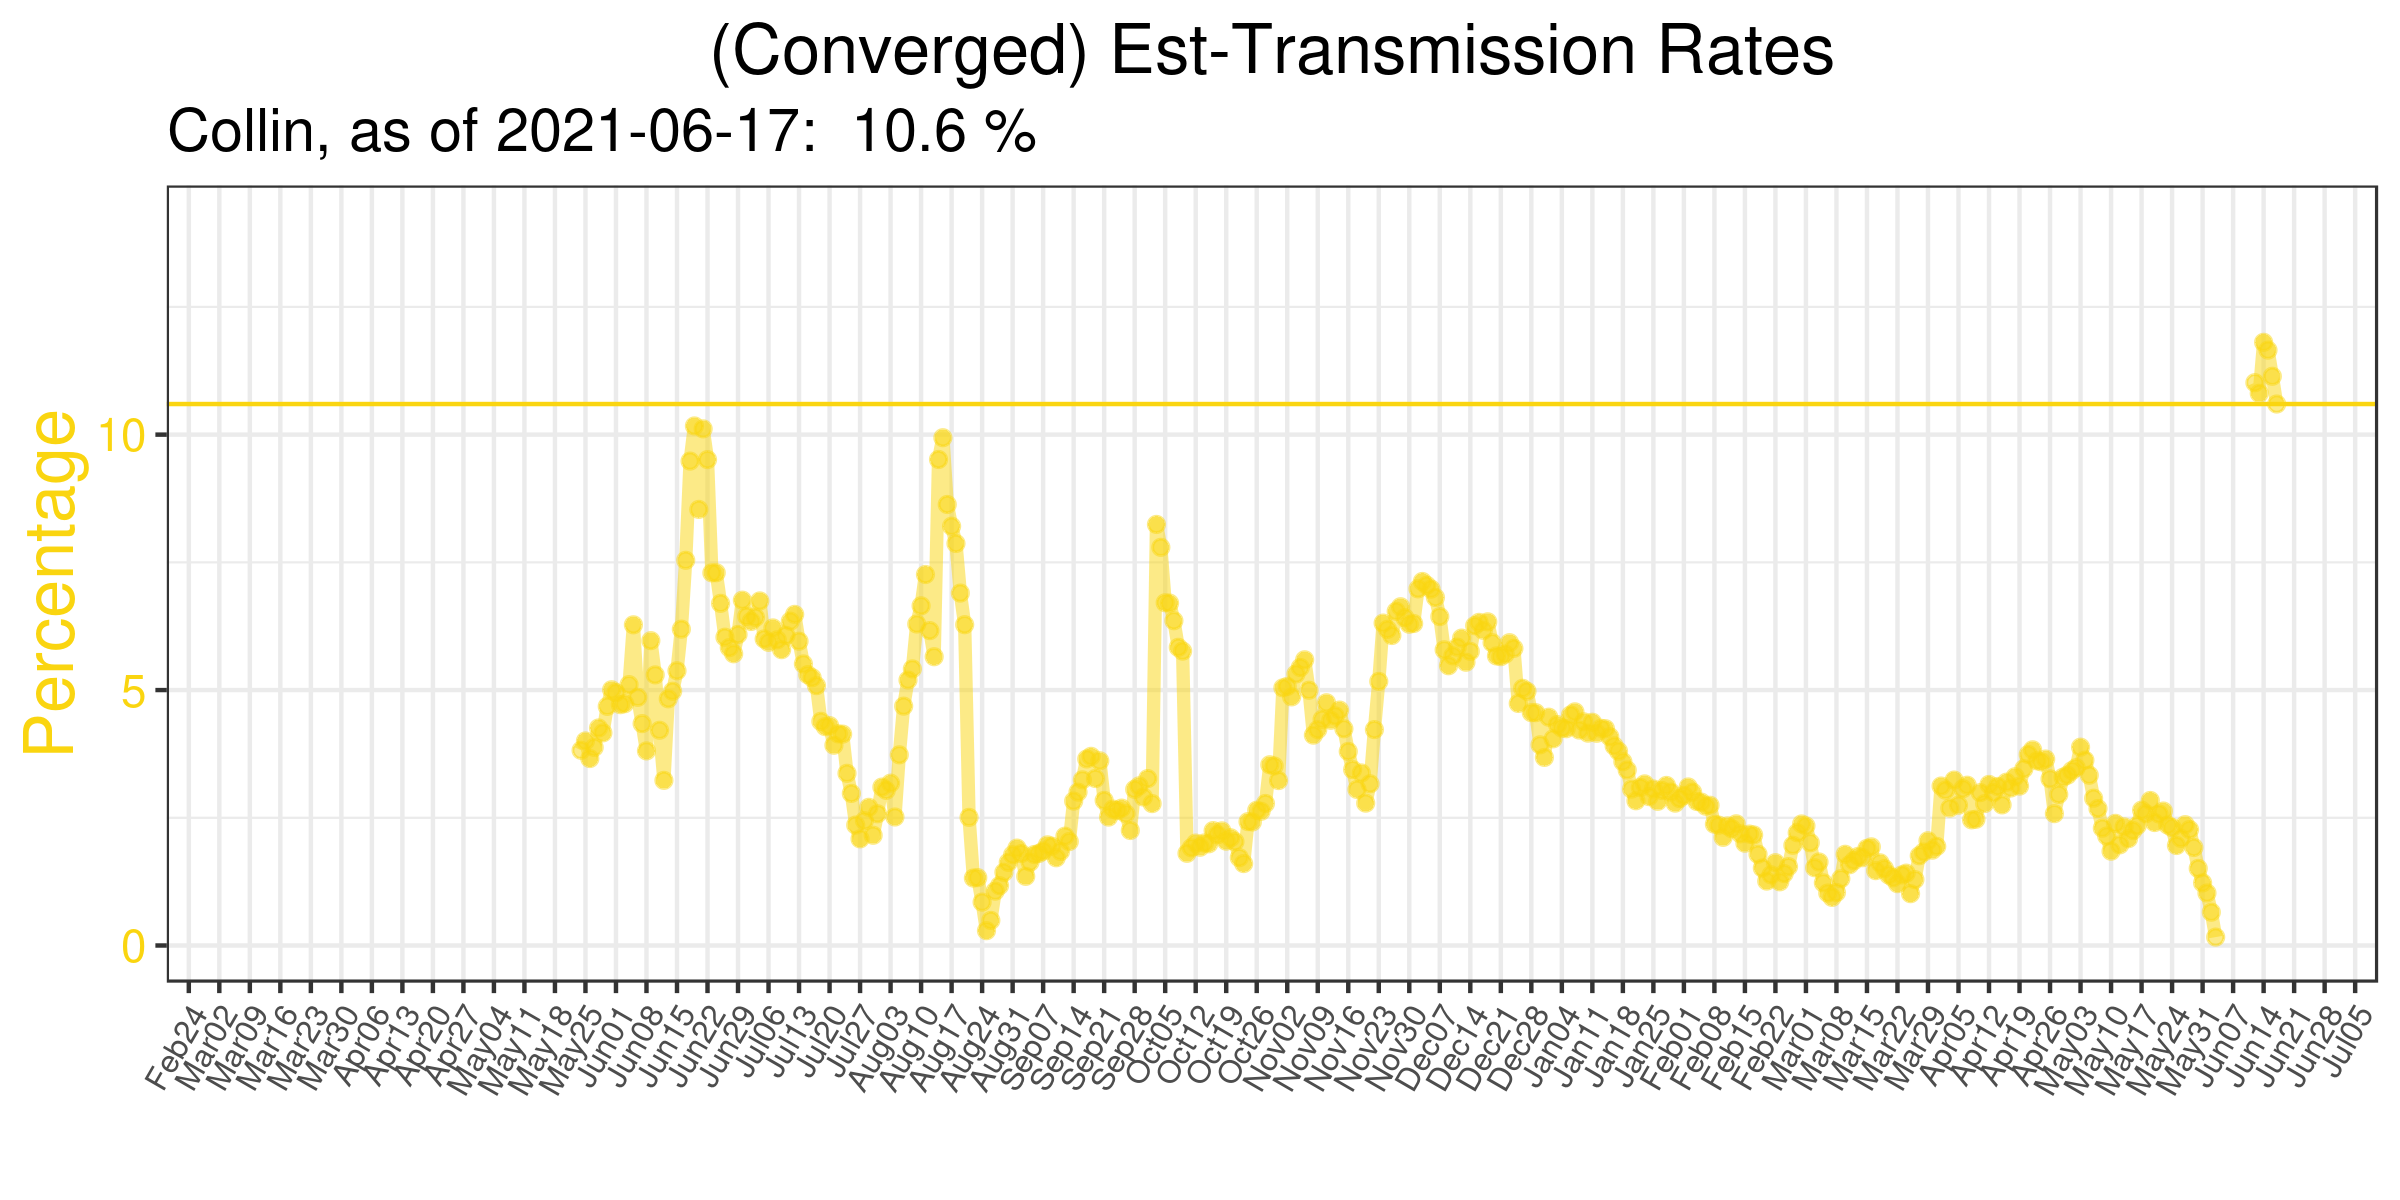 (Converged) Est-Transmission Rates
Collin, as of 2021-06-17:  10.6 %
Percentage
10
5
0
Feb24
Mar02
Mar09
Mar16
Mar23
Mar30
Apr06
Apr13
Apr20
Apr27
May04
May11
May18
May25
Jun01
Jun08
Jun15
Jun22
Jun29
Jul06
Jul13
Jul20
Jul27
Aug03
Aug10
Aug17
Aug24
Aug31
Sep07
Sep14
Sep21
Sep28
Oct05
Oct12
Oct19
Oct26
Nov02
Nov09
Nov16
Nov23
Nov30
Dec07
Dec14
Dec21
Dec28
Jan04
Jan11
Jan18
Jan25
Feb01
Feb08
Feb15
Feb22
Mar01
Mar08
Mar15
Mar22
Mar29
Apr05
Apr12
Apr19
Apr26
May03
May10
May17
May24
May31
Jun07
Jun14
Jun21
Jun28
Jul05